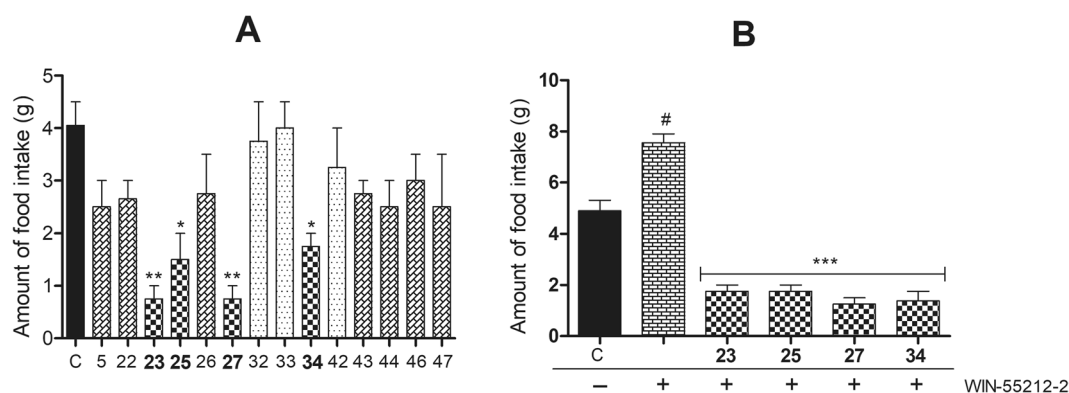 A
Amount of food intake (g)
5
4
3
2
1
0
** * ** *
C 5 22 23 25 26 27 32 33 34 42 43 44 46 47
B
Amount of food intake (g)
10
8
6
4
2
0
#
***
C 23 25 27 34
– + + + + + WIN-55212-2